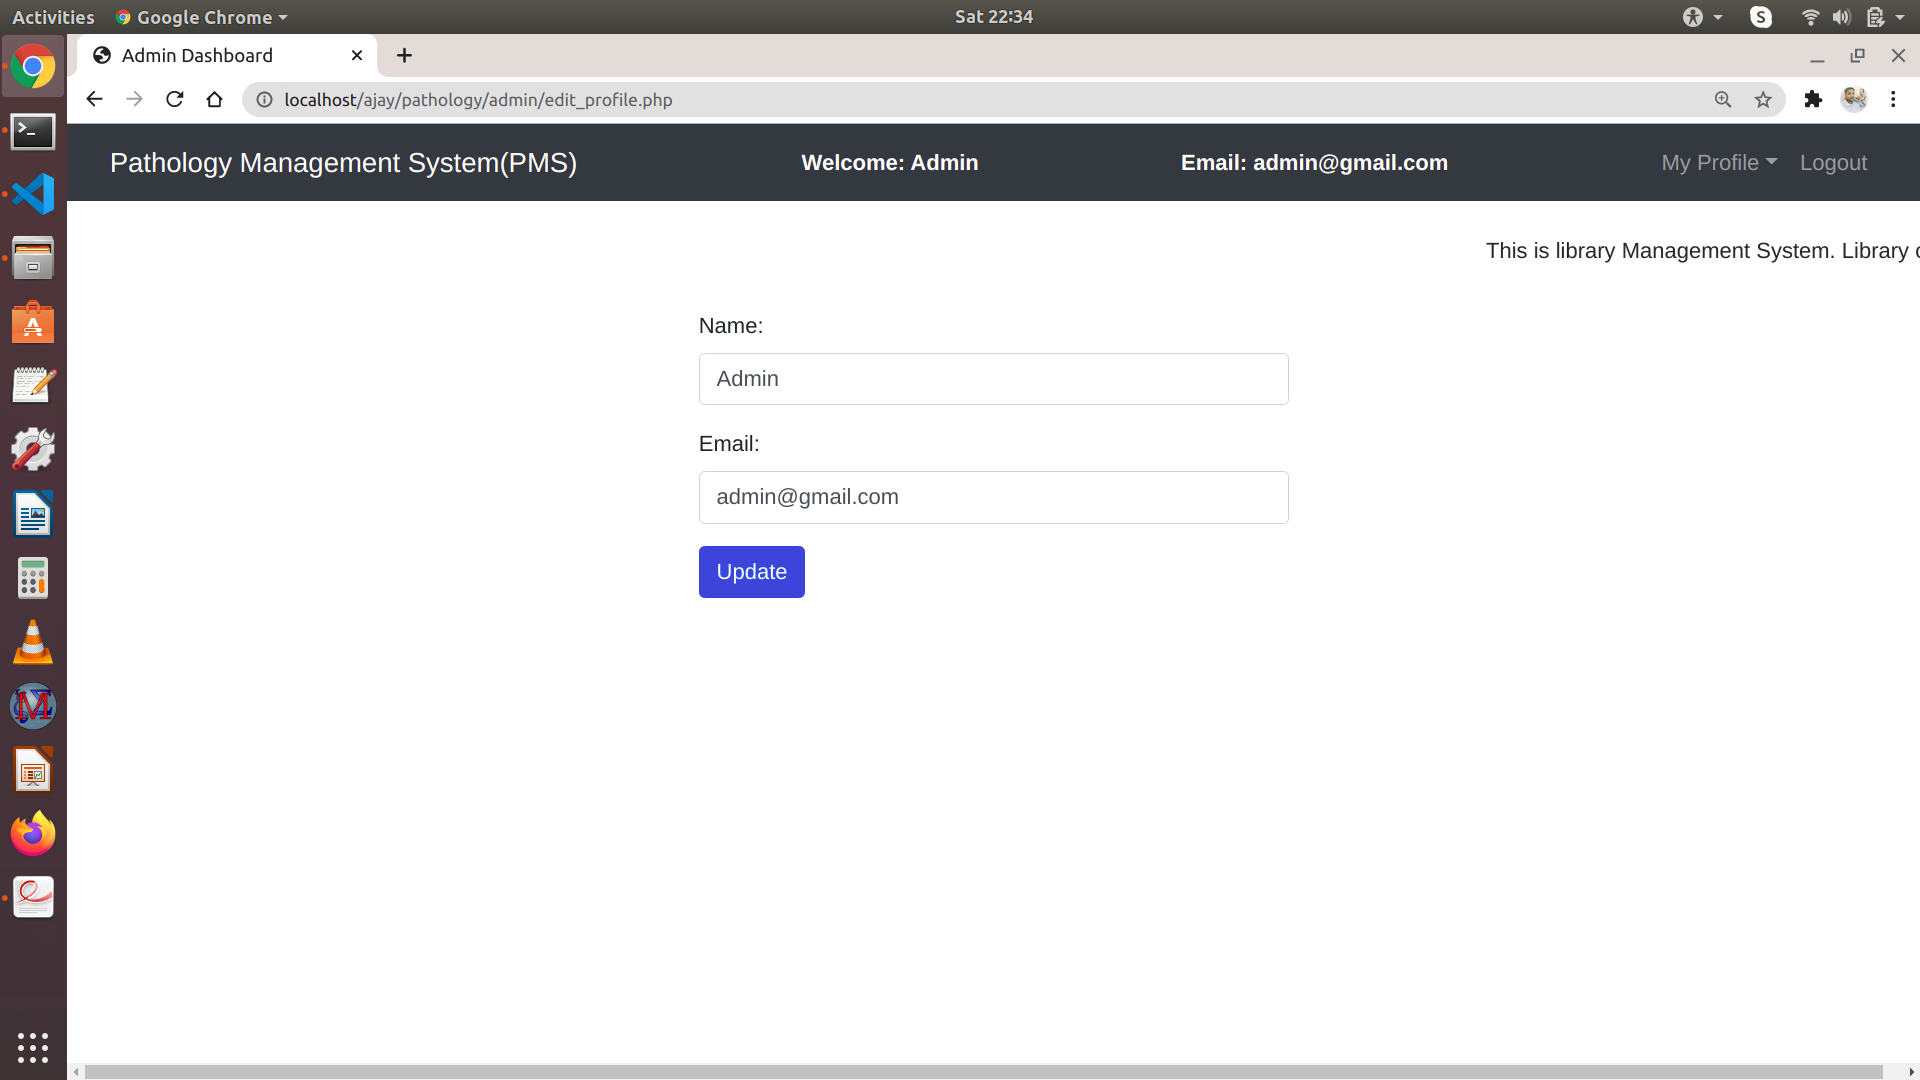 Activities Google Chrome Sat 22:34
Admin Dashboard
localhost/ajay/pathology/admin/edit_profile.php
Pathology Management System(PMS) Welcome: Admin Email: admin@gmail.com My Profile Logout
This is library Management System. Library
Name:
Admin
Email:
admin@gmail.com
Update